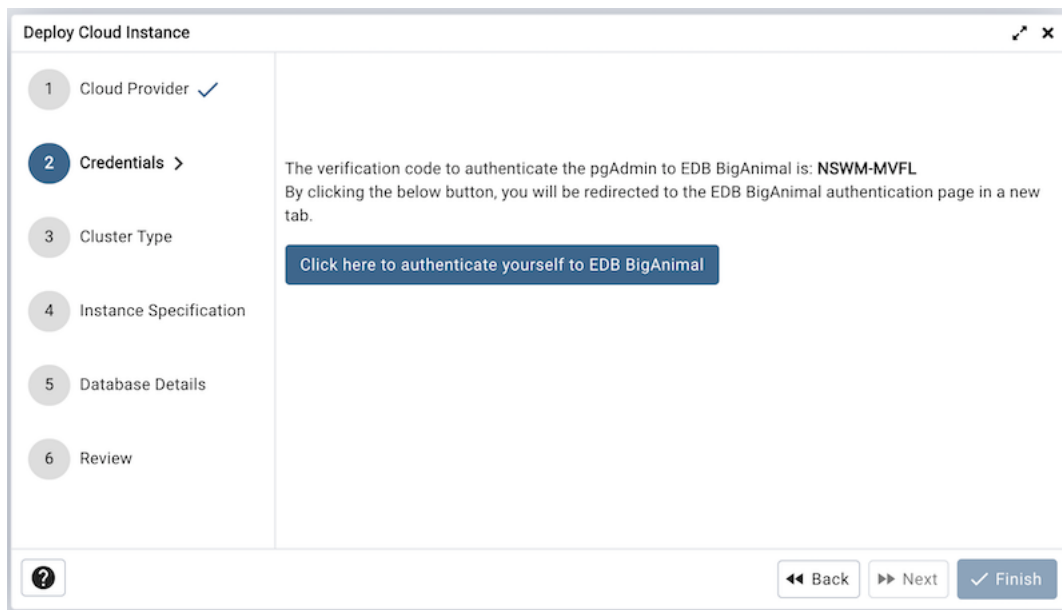 Deploy Cloud Instance
1 Cloud Provider
2 Credentials
3 Cluster Type
4 Instance Specification
5 Database Details
6 Review
The verification code to authenticate the pgAdmin to EDB BigAnimal is: NSWM-MVFL
By clicking the below button, you will be redirected to the EDB BigAnimal authentication page in a new
tab.
Click here to authenticate yourself to EDB BigAnimal
?
Back
Next
Finish